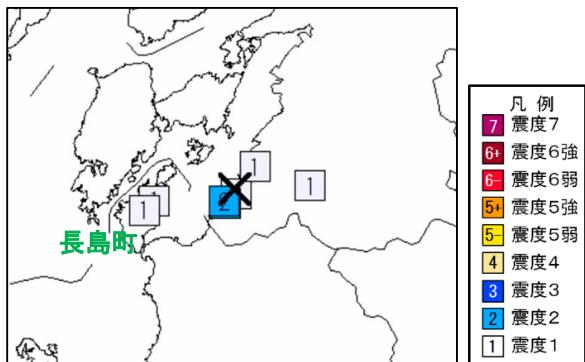 1
1
1
1
2
長島町
凡 例
7 震度7
6+ 震度6強
6- 震度6弱
5+ 震度5強
5- 震度5弱
4 震度4
3 震度3
2 震度2
1 震度1